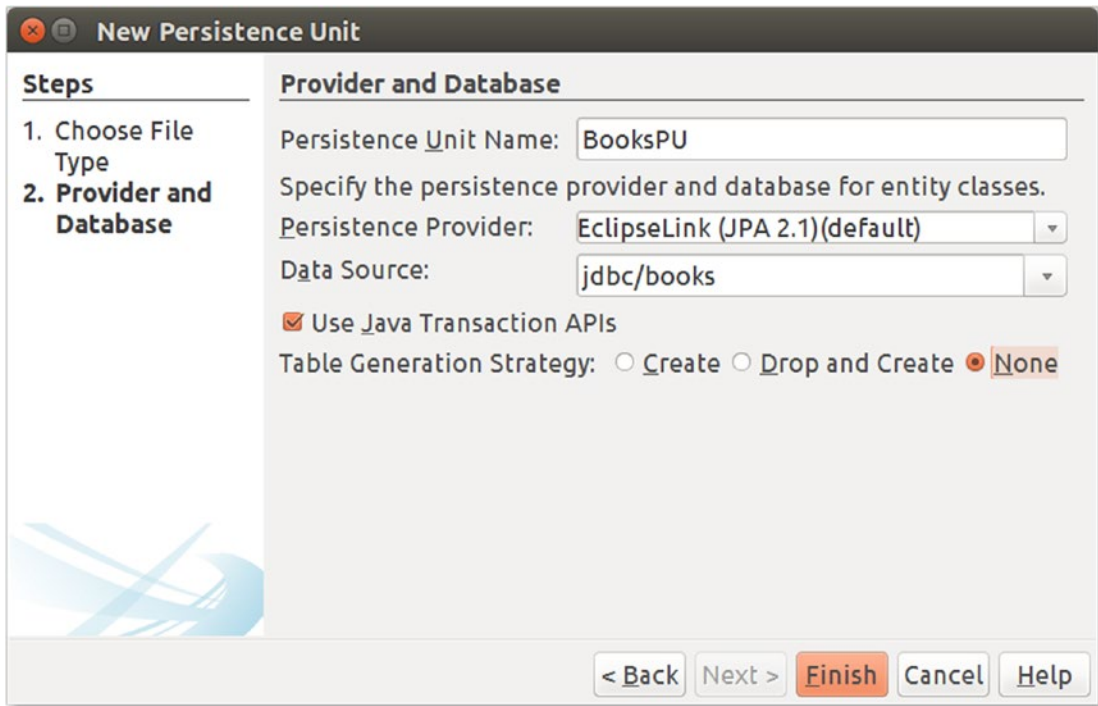 New Persistence Unit
Steps
1. Choose File
Type
2. Provider and
Database
Provider and Database
Persistence Unit Name: BooksPU
Specify the persistence provider and database for entity classes.
Persistence Provider: EclipseLink (JPA 2.1)(default)
Data Source: jdbc/books
Use Java Transaction APIs
Table Generation Strategy: Create Drop and Create None
< Back Next > Finish Cancel Help